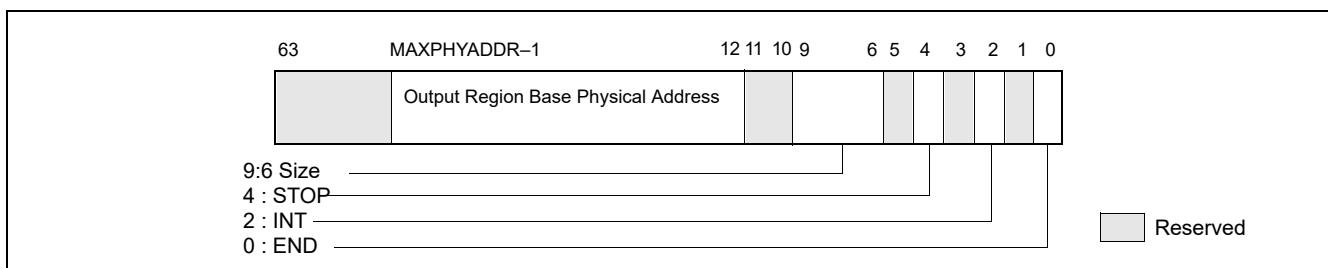 63 MAXPHYADDR–1 12 11 10 9 6 5 4 3 2 1 0
Output Region Base Physical Address
9:6 Size
4 : STOP
2 : INT
0 : END
Reserved